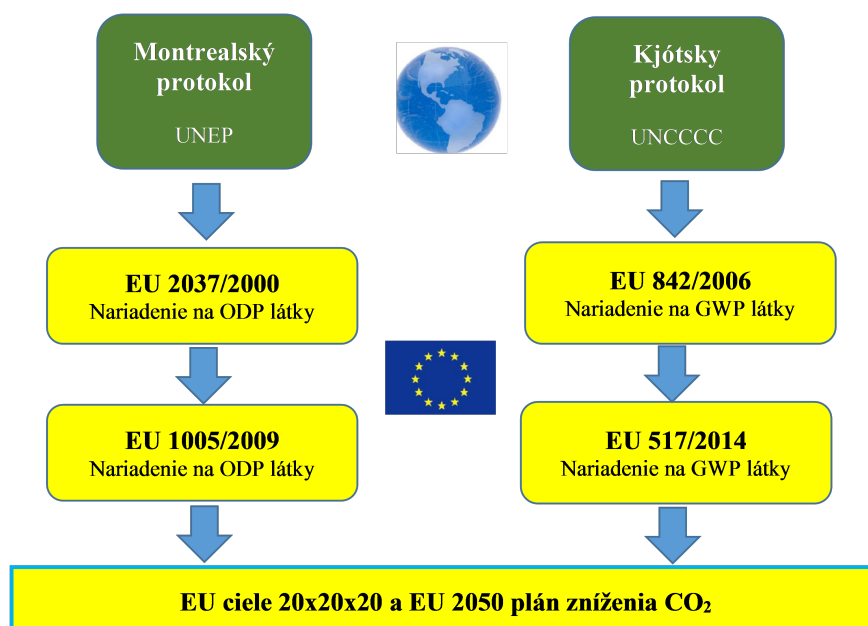 Montrealský
protokol
UNEP
Kjótsky
protokol
UNCCCC
EU 2037/2000
Nariadenie na ODP látky
EU 842/2006
Nariadenie na GWP látky
EU 1005/2009
Nariadenie na ODP látky
EU 517/2014
Nariadenie na GWP látky
EU ciele 20x20x20 a EU 2050 plán zníženia CO₂